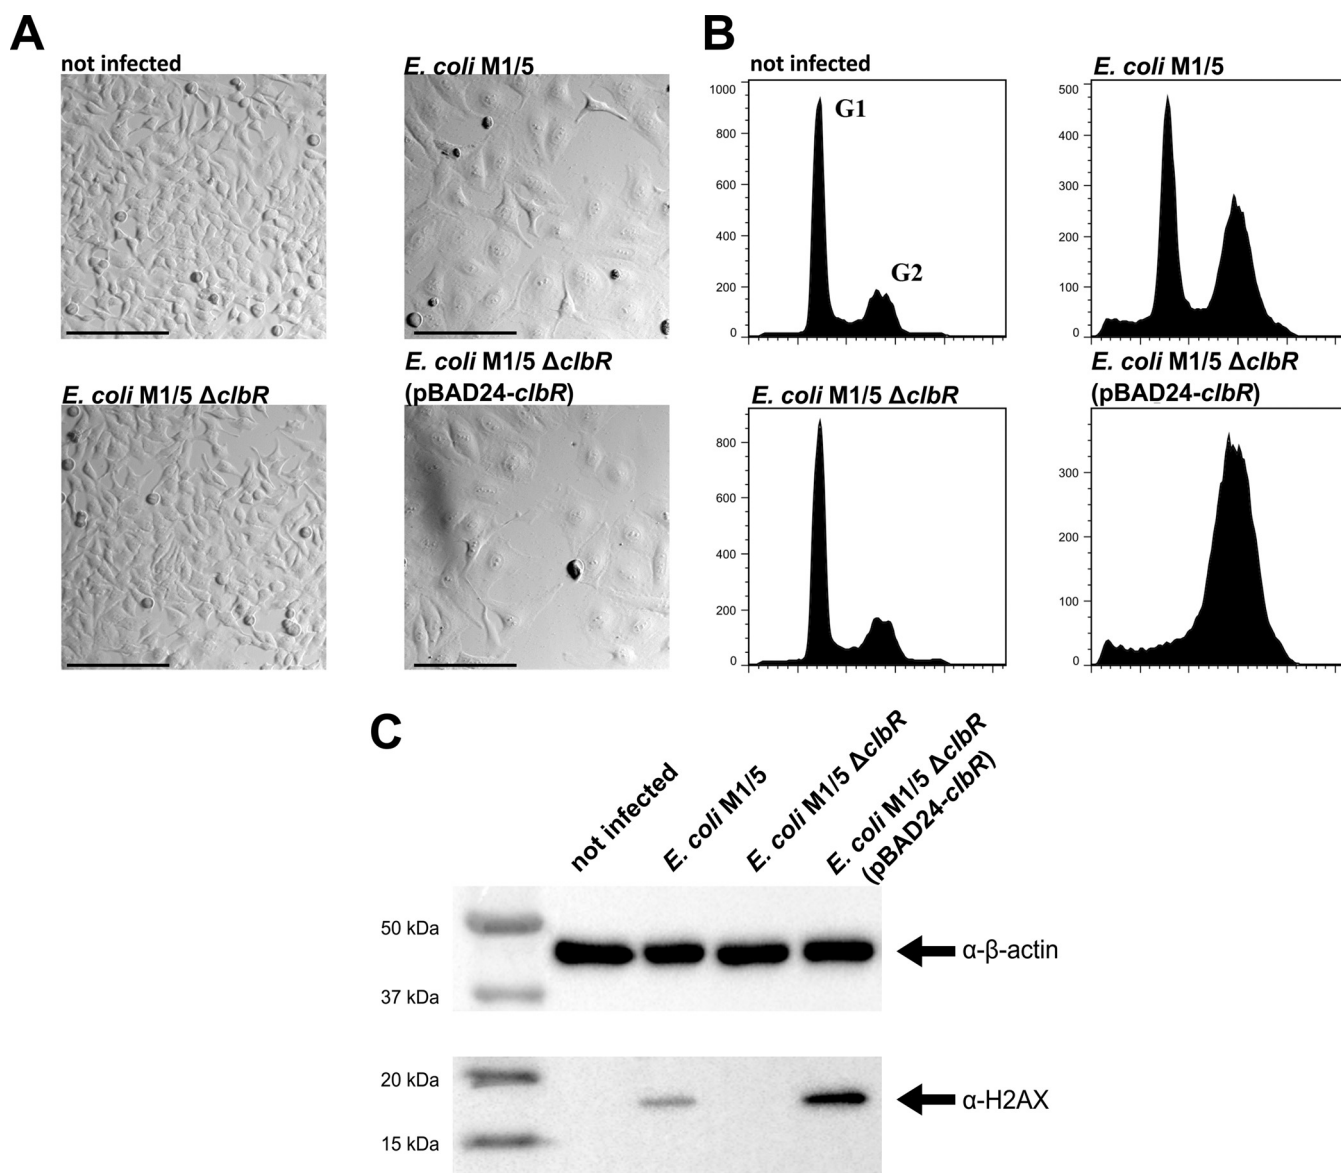 A
not infected
E. coli M1/5
E. coli M1/5 ΔclbR
E. coli M1/5 ΔclbR
(pBAD24-clbR)
B
not infected
1000
800
600
400
200
0
G1
G2
E. coli M1/5
500
400
300
200
100
0
E. coli M1/5 ΔclbR
800
600
400
200
0
E. coli M1/5 ΔclbR
(pBAD24-clbR)
300
200
100
0
C
not infected
E. coli M1/5
E. coli M1/5 ΔclbR
E. coli M1/5 ΔclbR
(pBAD24-clbR)
50 kDa
37 kDa
α-β-actin
20 kDa
15 kDa
α-H2AX